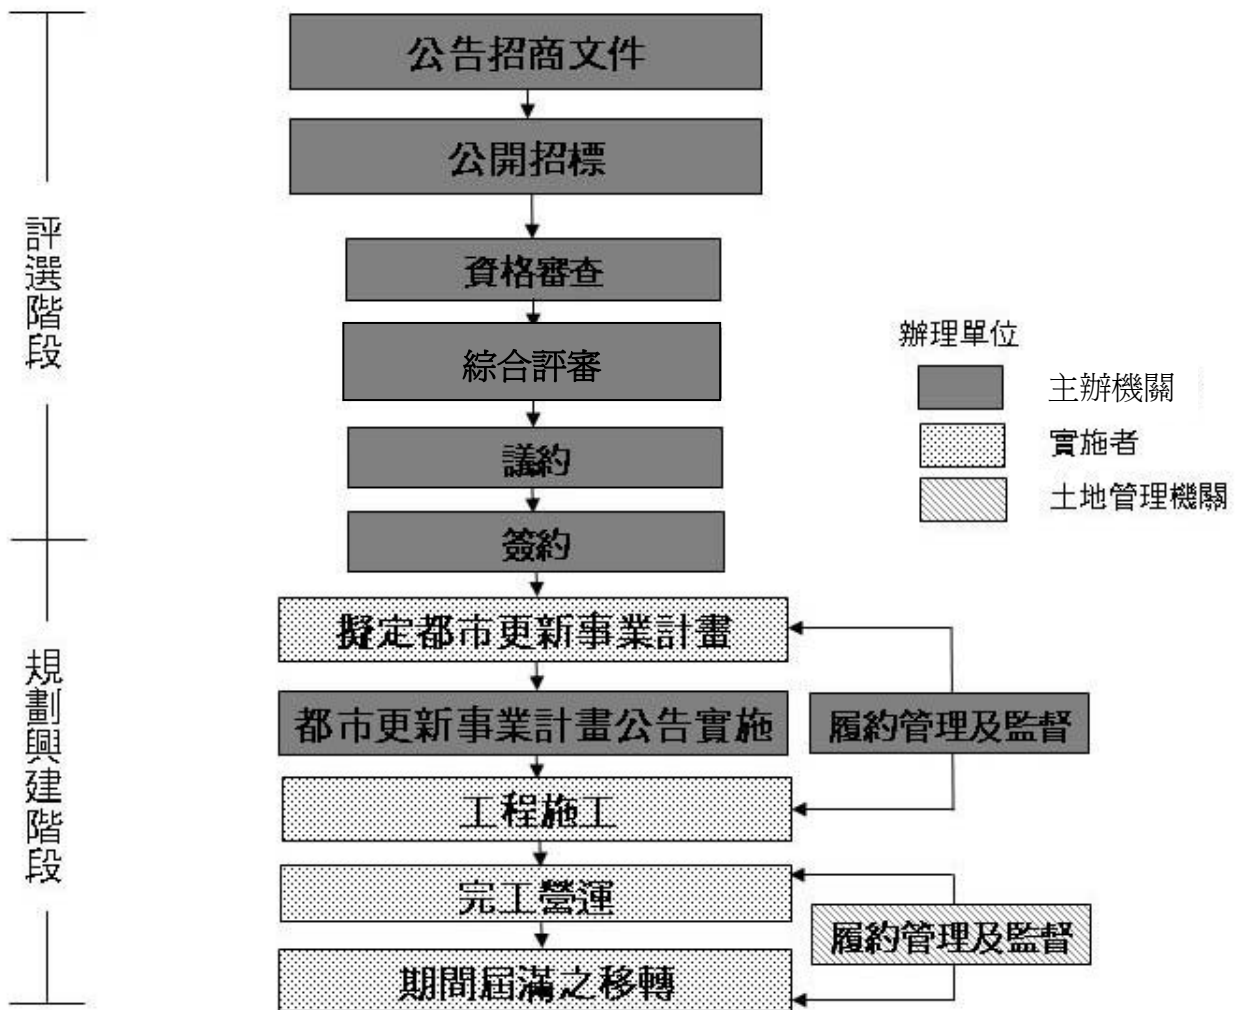 公告招商文件
公開招標
資格審查
綜合評審
議約
簽約
擬定都市更新事業計畫
都市更新事業計畫公告實施
工程施工
完工營運
期間屆滿之移轉
評選階段
規劃興建階段
履約管理及監督
履約管理及監督
辦理單位
主辦機關
實施者
土地管理機關